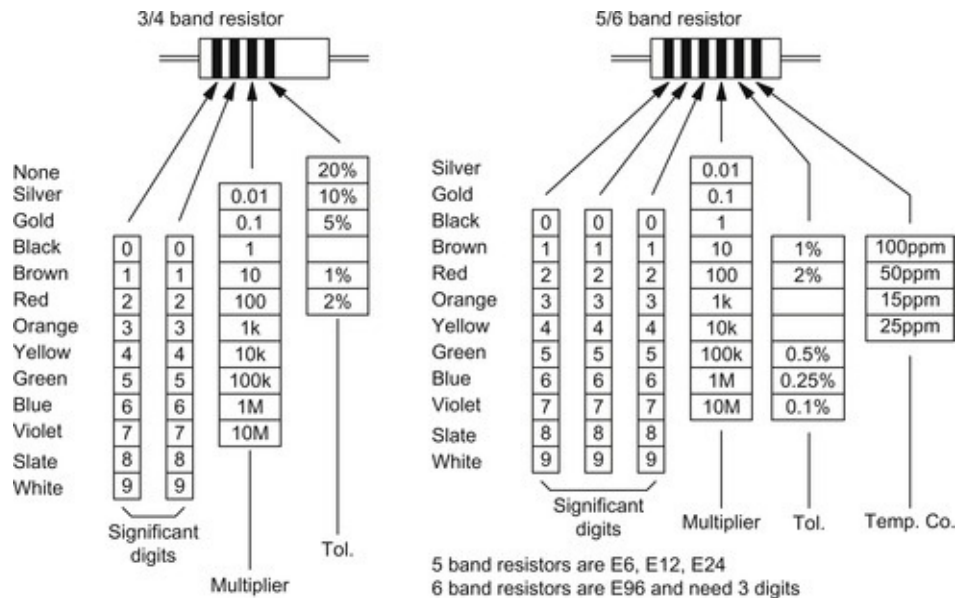 3/4 band resistor
None 20%
Silver 0.01 10%
Gold 0.1 5%
Black 0 0 1
Brown 1 1 10 1%
Red 2 2 100 2%
Orange 3 3 1k
Yellow 4 4 10k
Green 5 5 100k
Blue 6 6 1M
Violet 7 7 10M
Slate 8 8
White 9 9
Significant
digits
Tol.
Multiplier
5/6 band resistor
Silver 0.01
Gold 0.1
Black 0 0 0 1
Brown 1 1 1 10 1% 100ppm
Red 2 2 2 100 2% 50ppm
Orange 3 3 3 1k 15ppm
Yellow 4 4 4 10k 25ppm
Green 5 5 5 100k 0.5%
Blue 6 6 6 1M 0.25%
Violet 7 7 7 10M 0.1%
Slate 8 8 8
White 9 9 9
Significant
digits
Multiplier
Tol.
Temp. Co.
5 band resistors are E6, E12, E24
6 band resistors are E96 and need 3 digits